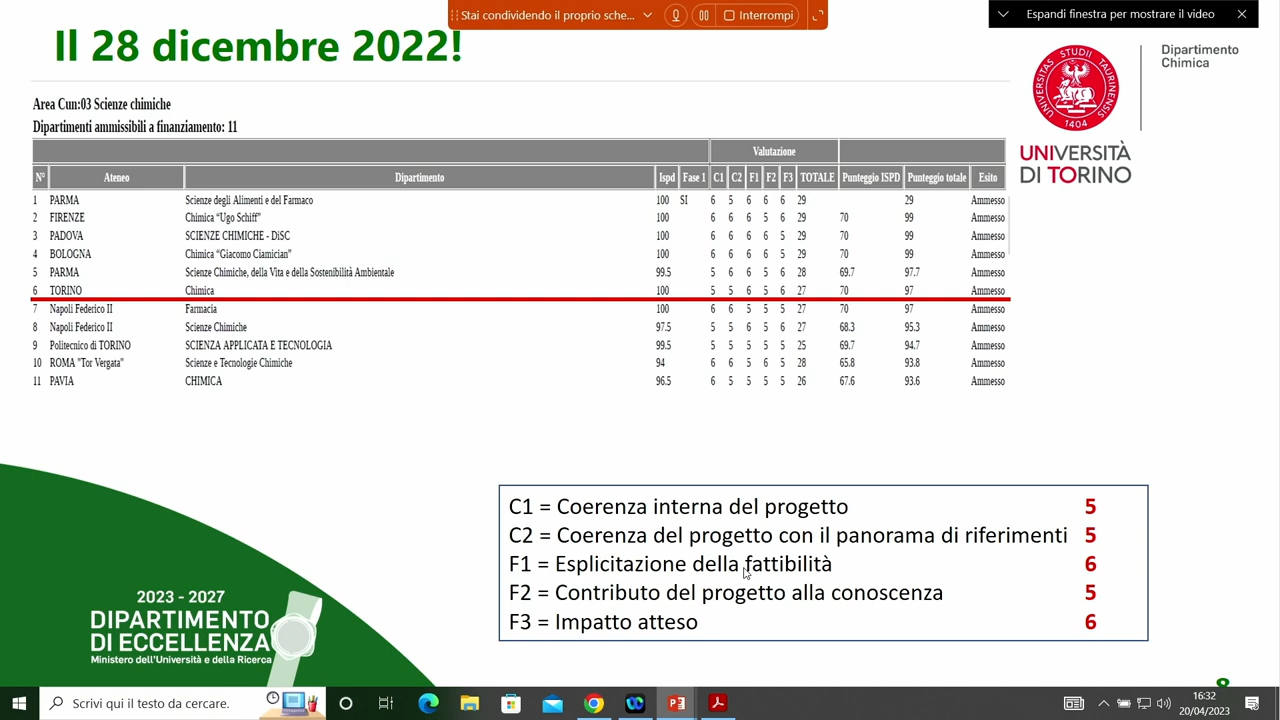 Stai condividendo il proprio sche... Interrompi
Espandi finestra per mostrare il video
Il 28 dicembre 2022!
UNIVERSITAS STUDII TAURINENSIS
1404
Dipartimento
Chimica
UNIVERSITÀ
DI TORINO
Area Cun:03 Scienze chimiche
Dipartimenti ammissibili a finanziamento: 11
Valutazione
N° Ateneo Dipartimento Ispd Fase 1 C1 C2 F1 F2 F3 TOTALE Punteggio ISPD Punteggio totale Esito
1 PARMA Scienze degli Alimenti e del Farmaco 100 SI 6 5 6 6 6 29 29 Ammesso
2 FIRENZE Chimica “Ugo Schiff” 100 6 6 5 6 6 29 70 99 Ammesso
3 PADOVA SCIENZE CHIMICHE - DiSC 100 6 6 6 6 5 29 70 99 Ammesso
4 BOLOGNA Chimica “Giacomo Ciamician” 100 6 6 6 6 5 29 70 99 Ammesso
5 PARMA Scienze Chimiche, della Vita e della Sostenibilità Ambientale 99.5 5 5 6 6 6 28 69.7 97.7 Ammesso
6 TORINO Chimica 100 5 5 6 5 6 27 70 97 Ammesso
7 Napoli Federico II Farmacia 100 6 6 5 5 5 27 70 97 Ammesso
8 Napoli Federico II Scienze Chimiche 97.5 5 5 6 5 6 27 68.3 95.3 Ammesso
9 Politecnico di TORINO SCIENZA APPLICATA E TECNOLOGIA 99.5 5 5 5 5 5 25 69.7 94.7 Ammesso
10 ROMA "Tor Vergata" Scienze e Tecnologie Chimiche 94 6 6 5 6 5 28 65.8 93.8 Ammesso
11 PAVIA CHIMICA 96.5 6 5 5 5 5 26 67.6 93.6 Ammesso
C1 = Coerenza interna del progetto 5
C2 = Coerenza del progetto con il panorama di riferimenti 5
F1 = Esplicitazione della fattibilità 6
F2 = Contributo del progetto alla conoscenza 5
F3 = Impatto atteso 6
2023 - 2027
DIPARTIMENTO
DI ECCELLENZA
Ministero dell'Università e della Ricerca
8
Scrivi qui il testo da cercare.
16:32
20/04/2023